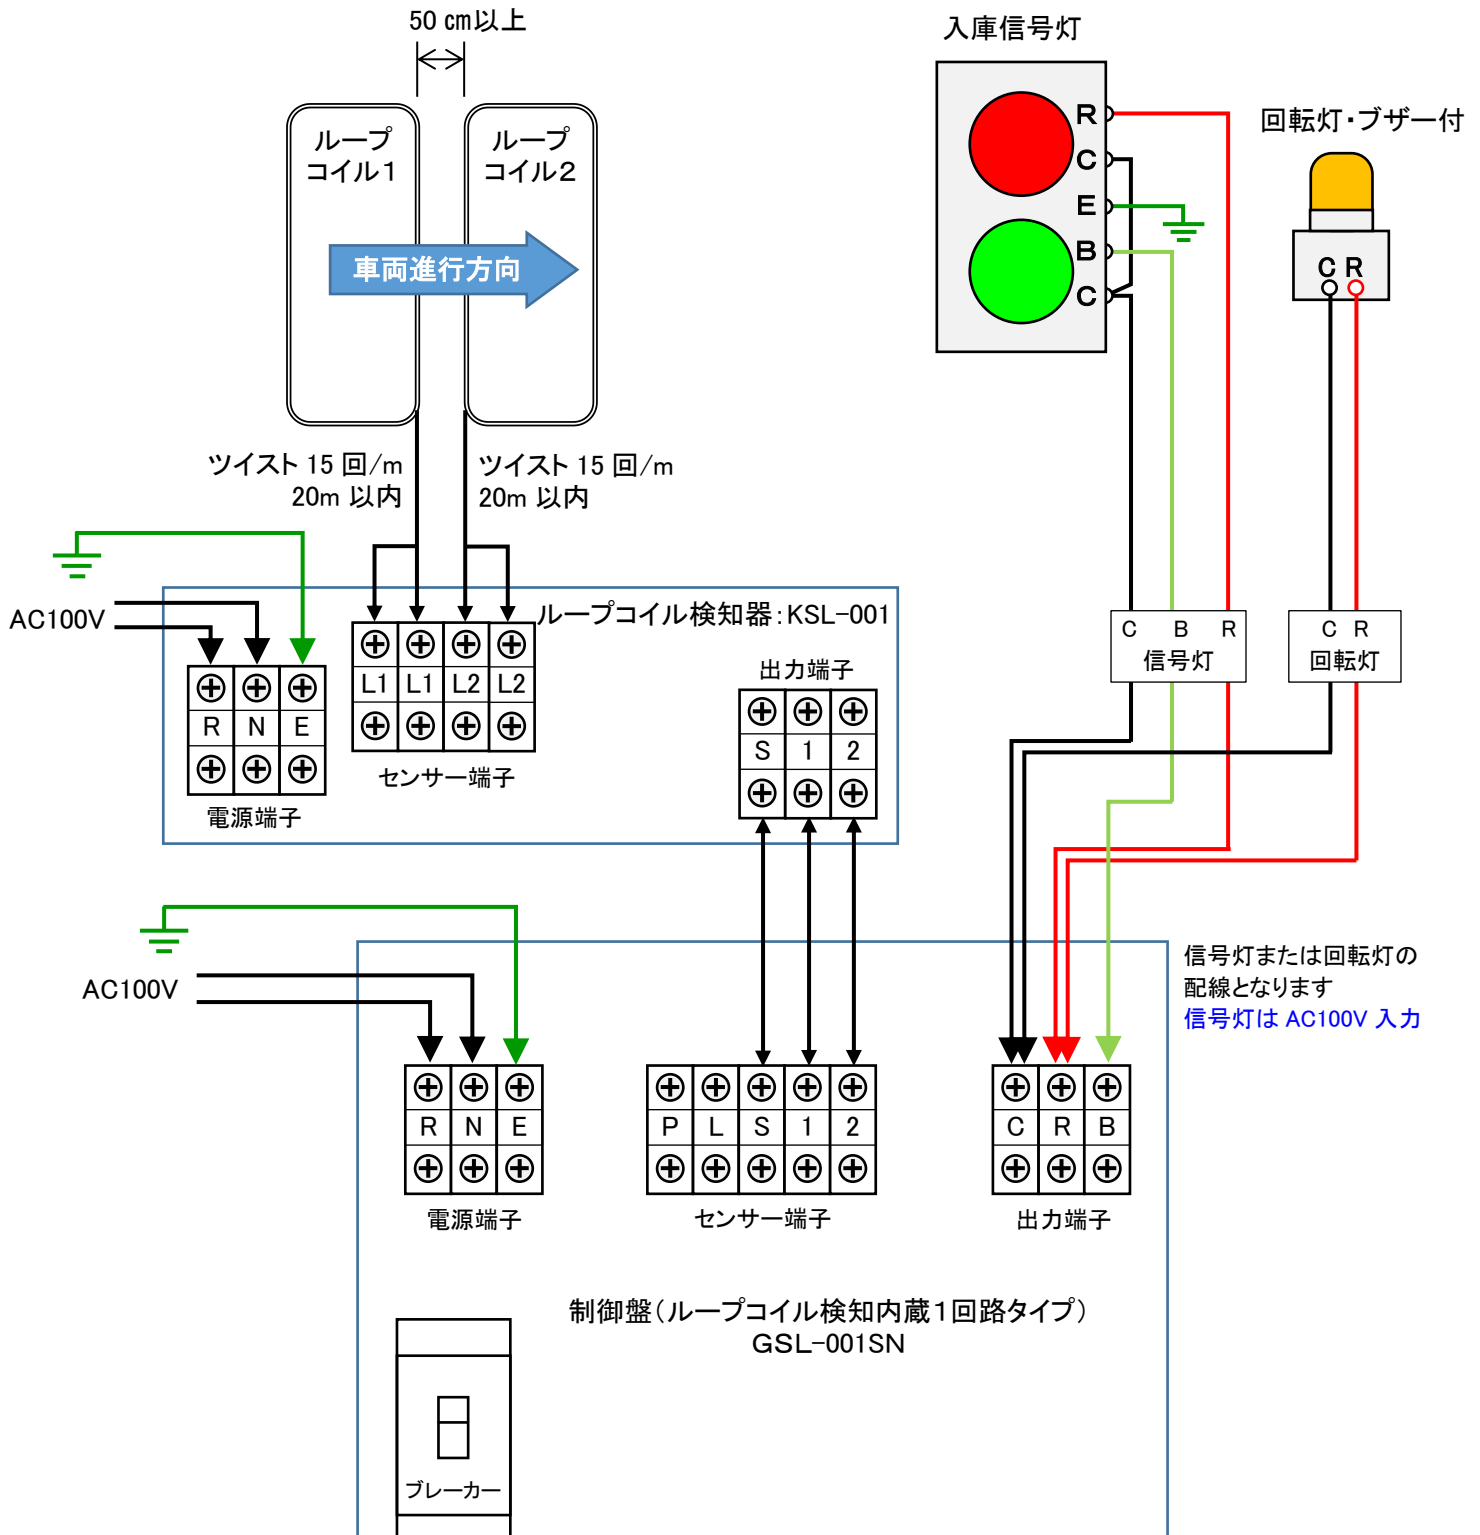 50 ㎝以上
入庫信号灯
回転灯・ブザー付
ループ
コイル1
ループ
コイル2
車両進行方向
R
C
E
B
C
C R
ツイスト 15 回/m
20m 以内
ツイスト 15 回/m
20m 以内
AC100V
ループコイル検知器:KSL-001
L1 L1 L2 L2
センサー端子
R N E
電源端子
出力端子
S 1 2
C B R
信号灯
C R
回転灯
AC100V
信号灯または回転灯の
配線となります
信号灯は AC100V 入力
R N E
電源端子
P L S 1 2
センサー端子
C R B
出力端子
制御盤(ループコイル検知内蔵1回路タイプ)
GSL-001SN
ブレーカー